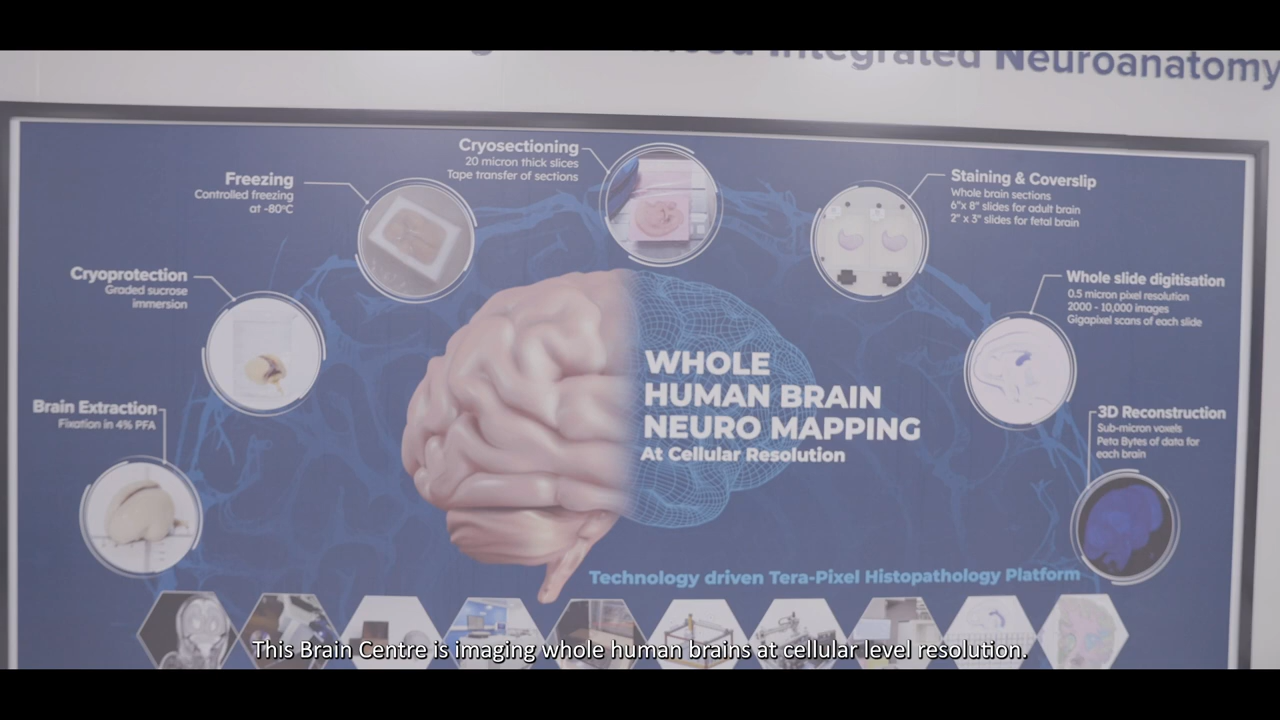 Integrated Neuroanatomy
Cryosectioning
20 micron thick slices
Tape transfer of sections
Freezing
Controlled freezing
at -80°C
Staining & Coverslip
Whole brain sections
6"x 8" slides for adult brain
2" x 3" slides for fetal brain
Cryoprotection
Graded sucrose
immersion
Whole slide digitisation
0.5 micron pixel resolution
2000 - 10,000 images
Gigapixel scans of each slide
Brain Extraction
Fixation in 4% PFA
3D Reconstruction
Sub-micron voxels
Peta Bytes of data for
each brain
WHOLE
HUMAN BRAIN
NEURO MAPPING
At Cellular Resolution
Technology driven Tera-Pixel Histopathology Platform
This Brain Centre is imaging whole human brains at cellular level resolution.